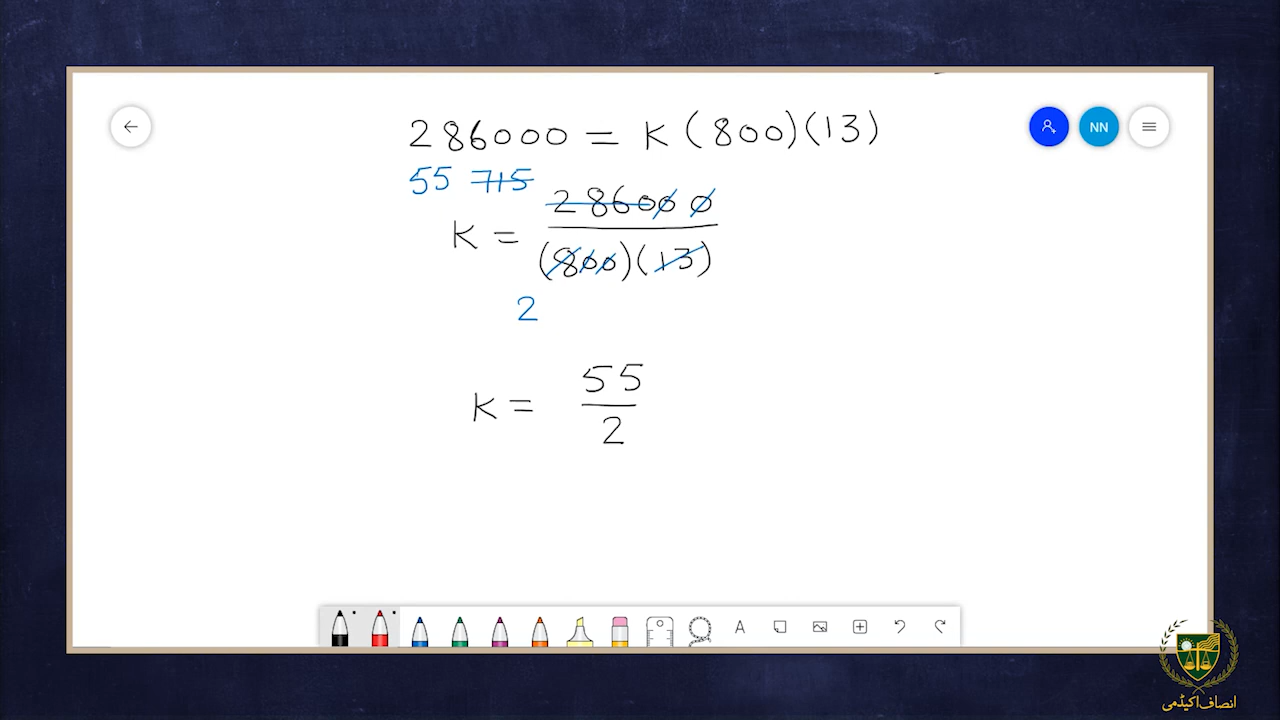 NN
286000 = K (800)(13)
55 715
K = 286000
(800)(13)
2
K = 55
2
A
انصاف اکیڈمی